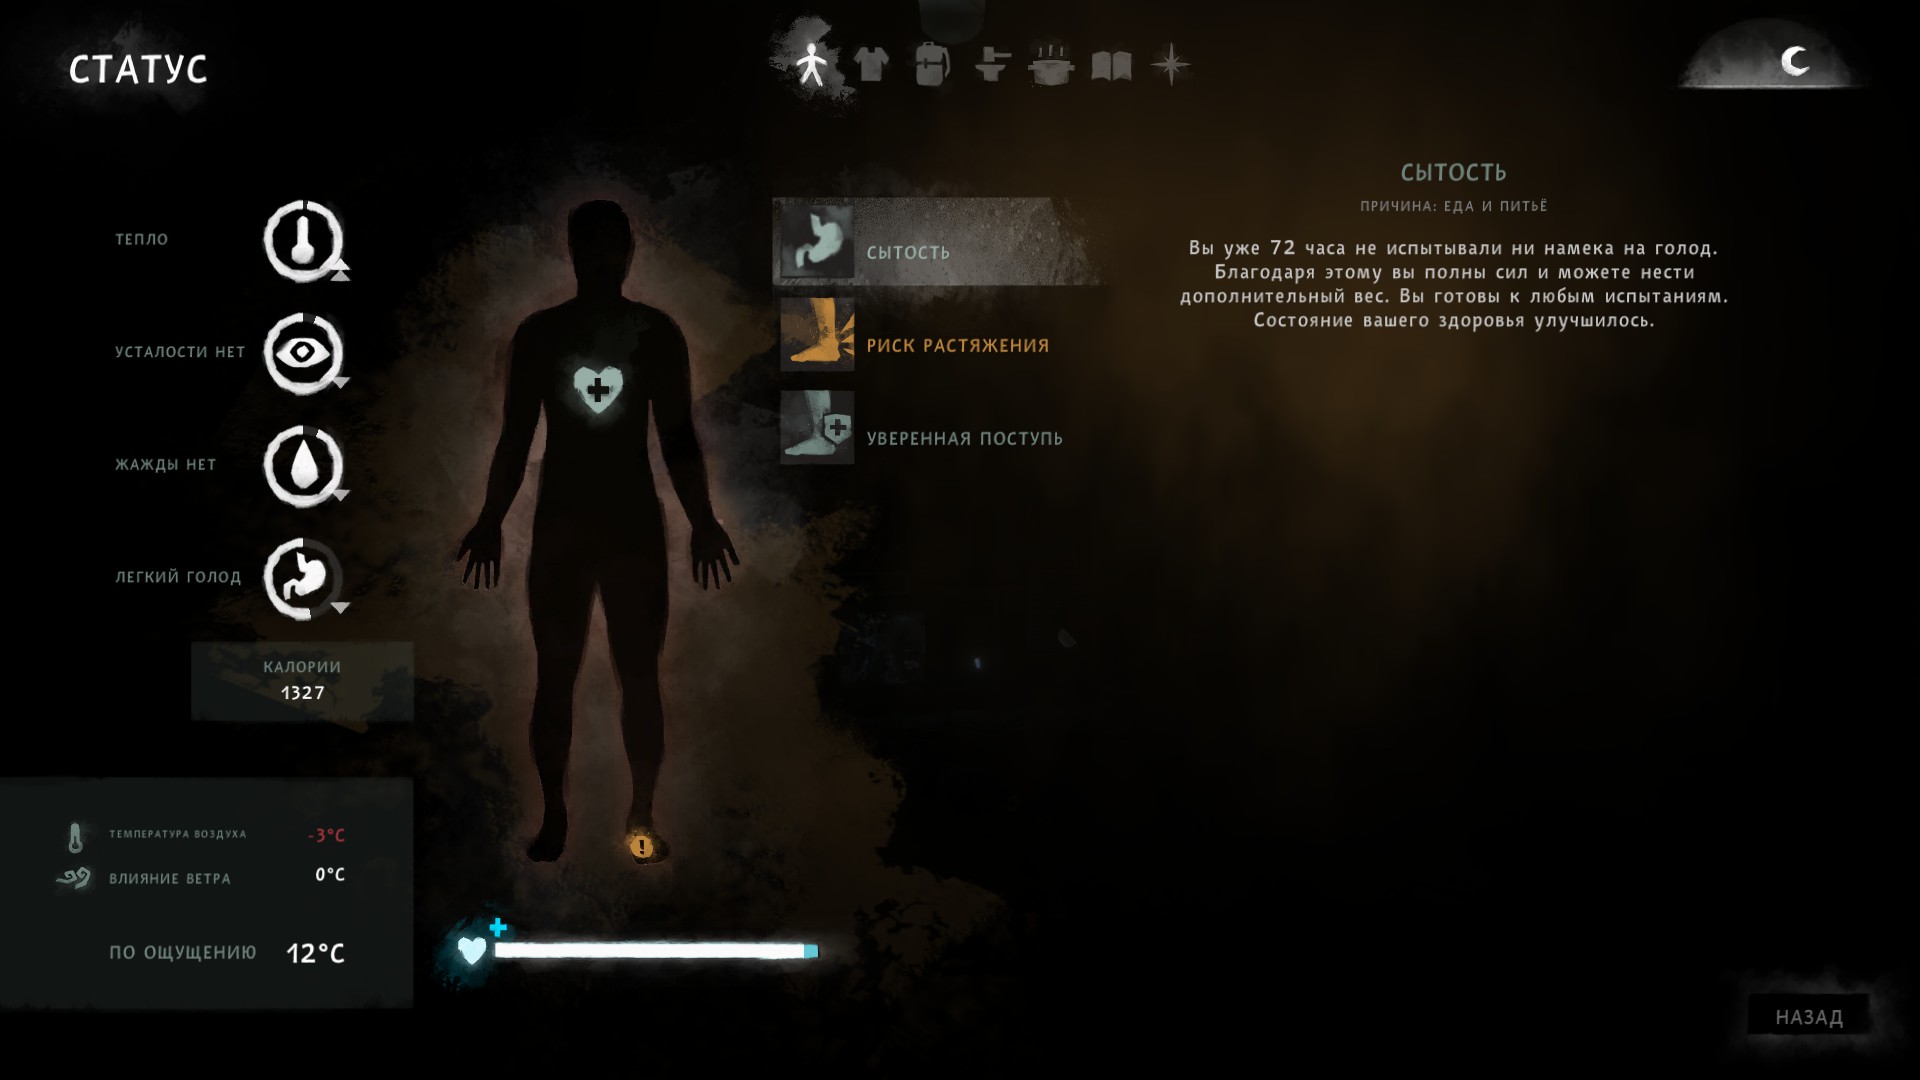 СТАТУС
ТЕПЛО
УСТАЛОСТИ НЕТ
ЖАЖДЫ НЕТ
ЛЕГКИЙ ГОЛОД
КАЛОРИИ
1327
ТЕМПЕРАТУРА ВОЗДУХА -3°C
ВЛИЯНИЕ ВЕТРА 0°C
ПО ОЩУЩЕНИЮ 12°C
СЫТОСТЬ
РИСК РАСТЯЖЕНИЯ
УВЕРЕННАЯ ПОСТУПЬ
СЫТОСТЬ
ПРИЧИНА: ЕДА И ПИТЬЁ
Вы уже 72 часа не испытывали ни намека на голод.
Благодаря этому вы полны сил и можете нести
дополнительный вес. Вы готовы к любым испытаниям.
Состояние вашего здоровья улучшилось.
НАЗАД